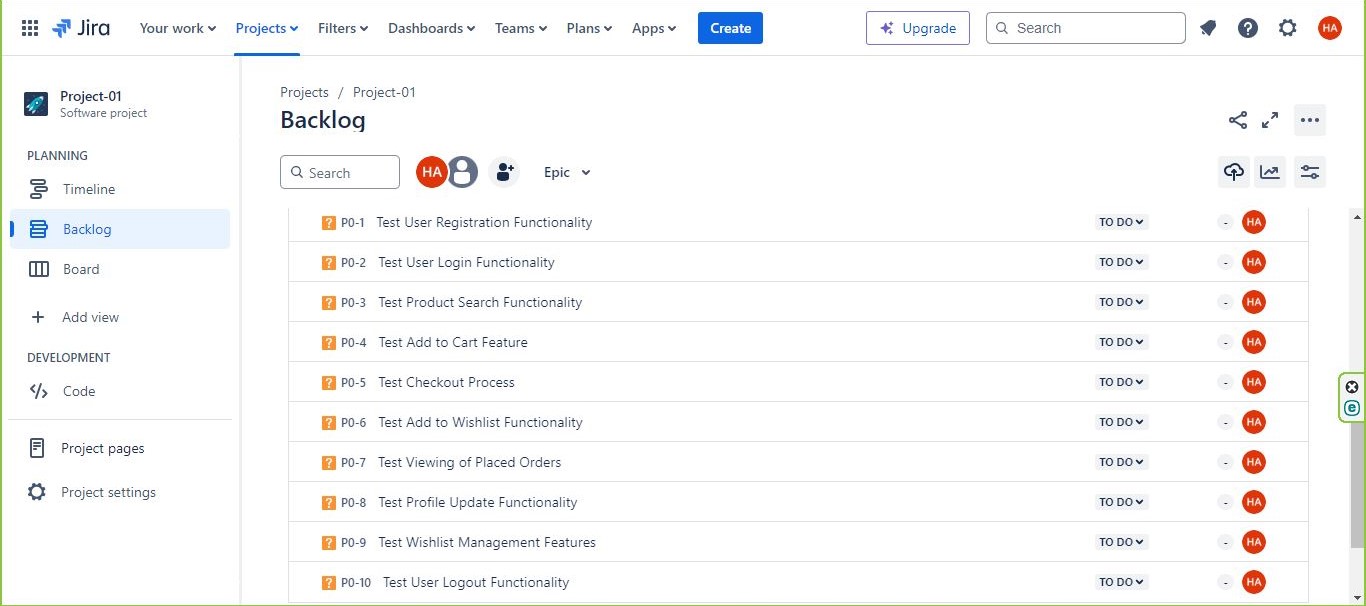 Jira Your work Projects Filters Dashboards Teams Plans Apps Create Upgrade Search HA
Project-01
Software project
PLANNING
Timeline
Backlog
Board
Add view
DEVELOPMENT
Code
Project pages
Project settings
Projects / Project-01
Backlog
Search HA Epic
P0-1 Test User Registration Functionality TO DO - HA
P0-2 Test User Login Functionality TO DO - HA
P0-3 Test Product Search Functionality TO DO - HA
P0-4 Test Add to Cart Feature TO DO - HA
P0-5 Test Checkout Process TO DO - HA
P0-6 Test Add to Wishlist Functionality TO DO - HA
P0-7 Test Viewing of Placed Orders TO DO - HA
P0-8 Test Profile Update Functionality TO DO - HA
P0-9 Test Wishlist Management Features TO DO - HA
P0-10 Test User Logout Functionality TO DO - HA